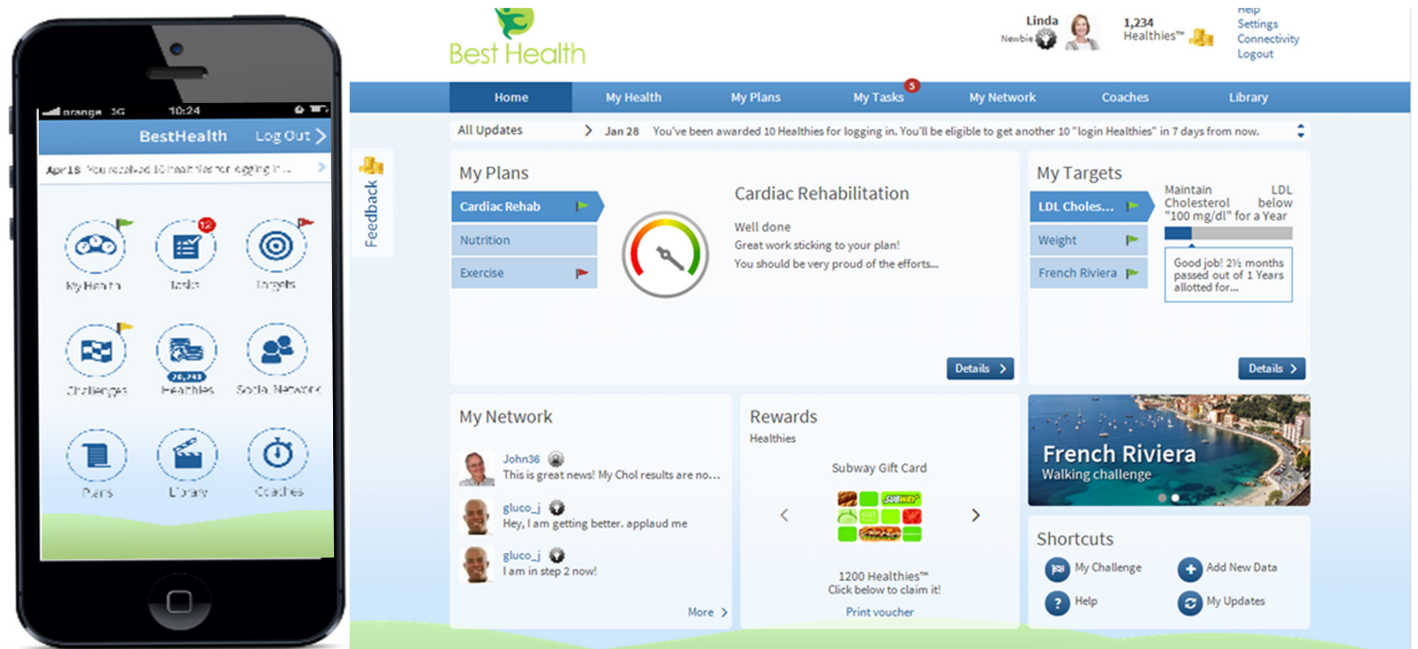 orange 3G 10:24
BestHealth Log Out
Apr 18 You received 10 healthies for logging in ...
12
My Health Tasks Targets
Challenges Healthies Social Network
Plans Library Coaches
Best Health
Linda
Newbie
1,234
Healthies™
Help
Settings
Connectivity
Logout
Home My Health My Plans My Tasks 5 My Network Coaches Library
All Updates > Jan 28 You've been awarded 10 Healthies for logging in. You'll be eligible to get another 10 "login Healthies" in 7 days from now.
Feedback
My Plans
Cardiac Rehab
Nutrition
Exercise
Cardiac Rehabilitation
Well done
Great work sticking to your plan!
You should be very proud of the efforts...
Details >
My Targets
LDL Choles...
Weight
French Riviera
Maintain LDL
Cholesterol below
"100 mg/dl" for a Year
Good job! 2½ months
passed out of 1 Years
allotted for...
Details >
My Network
John36
This is great news! My Chol results are no...
gluco_j
Hey, I am getting better. applaud me
gluco_j
I am in step 2 now!
More >
Rewards
Healthies
Subway Gift Card
SUBWAY
1200 Healthies™
Click below to claim it!
Print voucher
French Riviera
Walking challenge
Shortcuts
My Challenge
Add New Data
? Help
My Updates